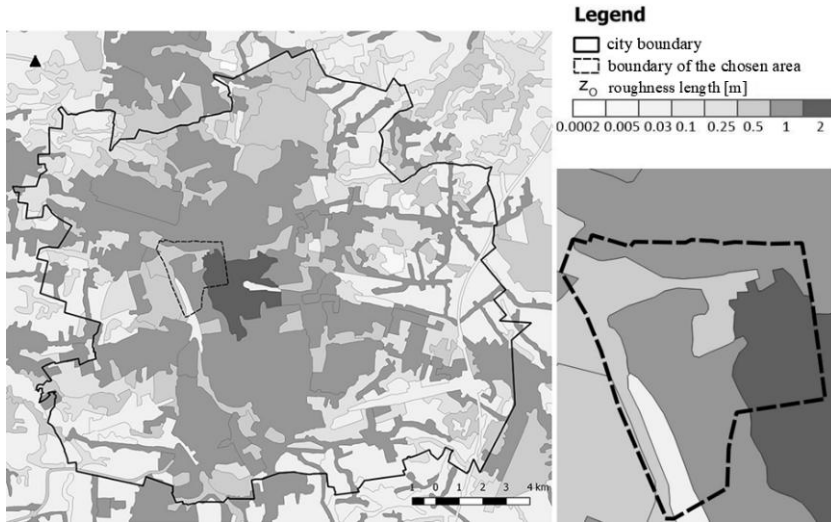 Legend
city boundary
boundary of the chosen area
zo roughness length [m]
0.0002 0.005 0.03 0.1 0.25 0.5 1 2
1 0 1 2 3 4 km